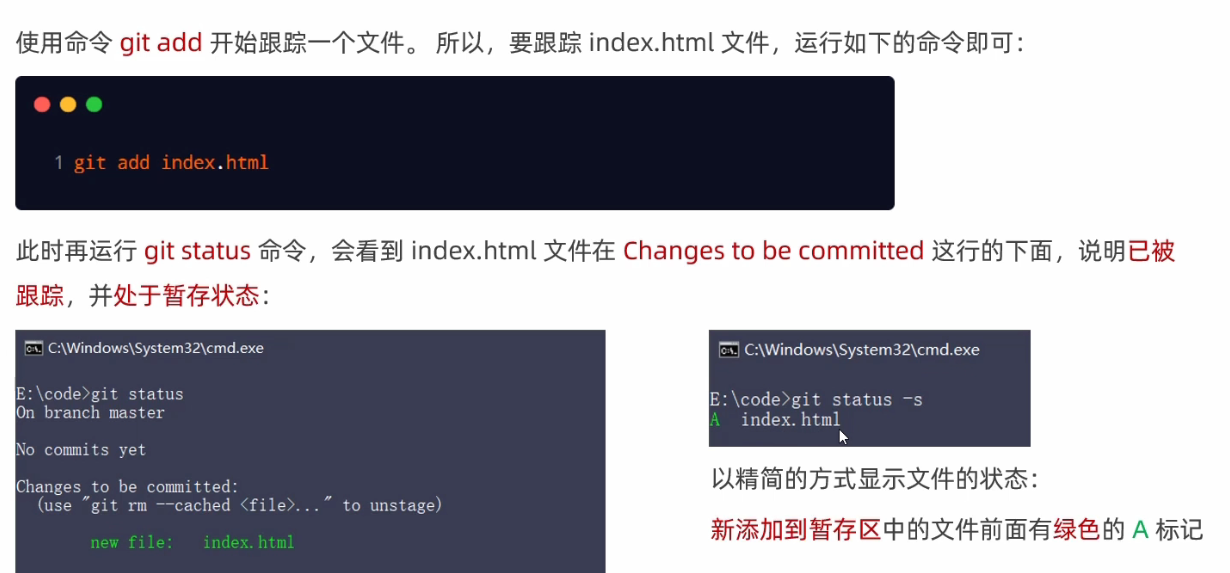 使用命令 git add 开始跟踪一个文件。 所以，要跟踪 index.html 文件，运行如下的命令即可：
1 git add index.html
此时再运行 git status 命令，会看到 index.html 文件在 Changes to be committed 这行的下面，说明已被
跟踪，并处于暂存状态：
C:\Windows\System32\cmd.exe
E:\code>git status
On branch master
No commits yet
Changes to be committed:
(use "git rm --cached <file>..." to unstage)
new file: index.html
C:\Windows\System32\cmd.exe
E:\code>git status -s
A index.html
以精简的方式显示文件的状态：
新添加到暂存区中的文件前面有绿色的 A 标记